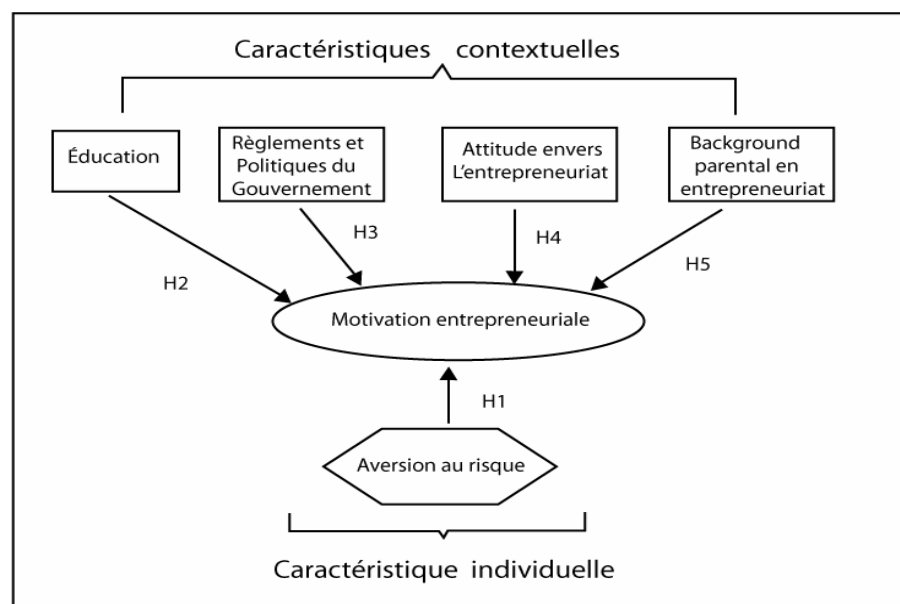 Caractéristiques contextuelles
Éducation
Règlements et
Politiques du
Gouvernement
Attitude envers
L'entrepreneuriat
Background
parental en
entrepreneuriat
H2
H3
H4
H5
Motivation entrepreneuriale
H1
Aversion au risque
Caractéristique individuelle